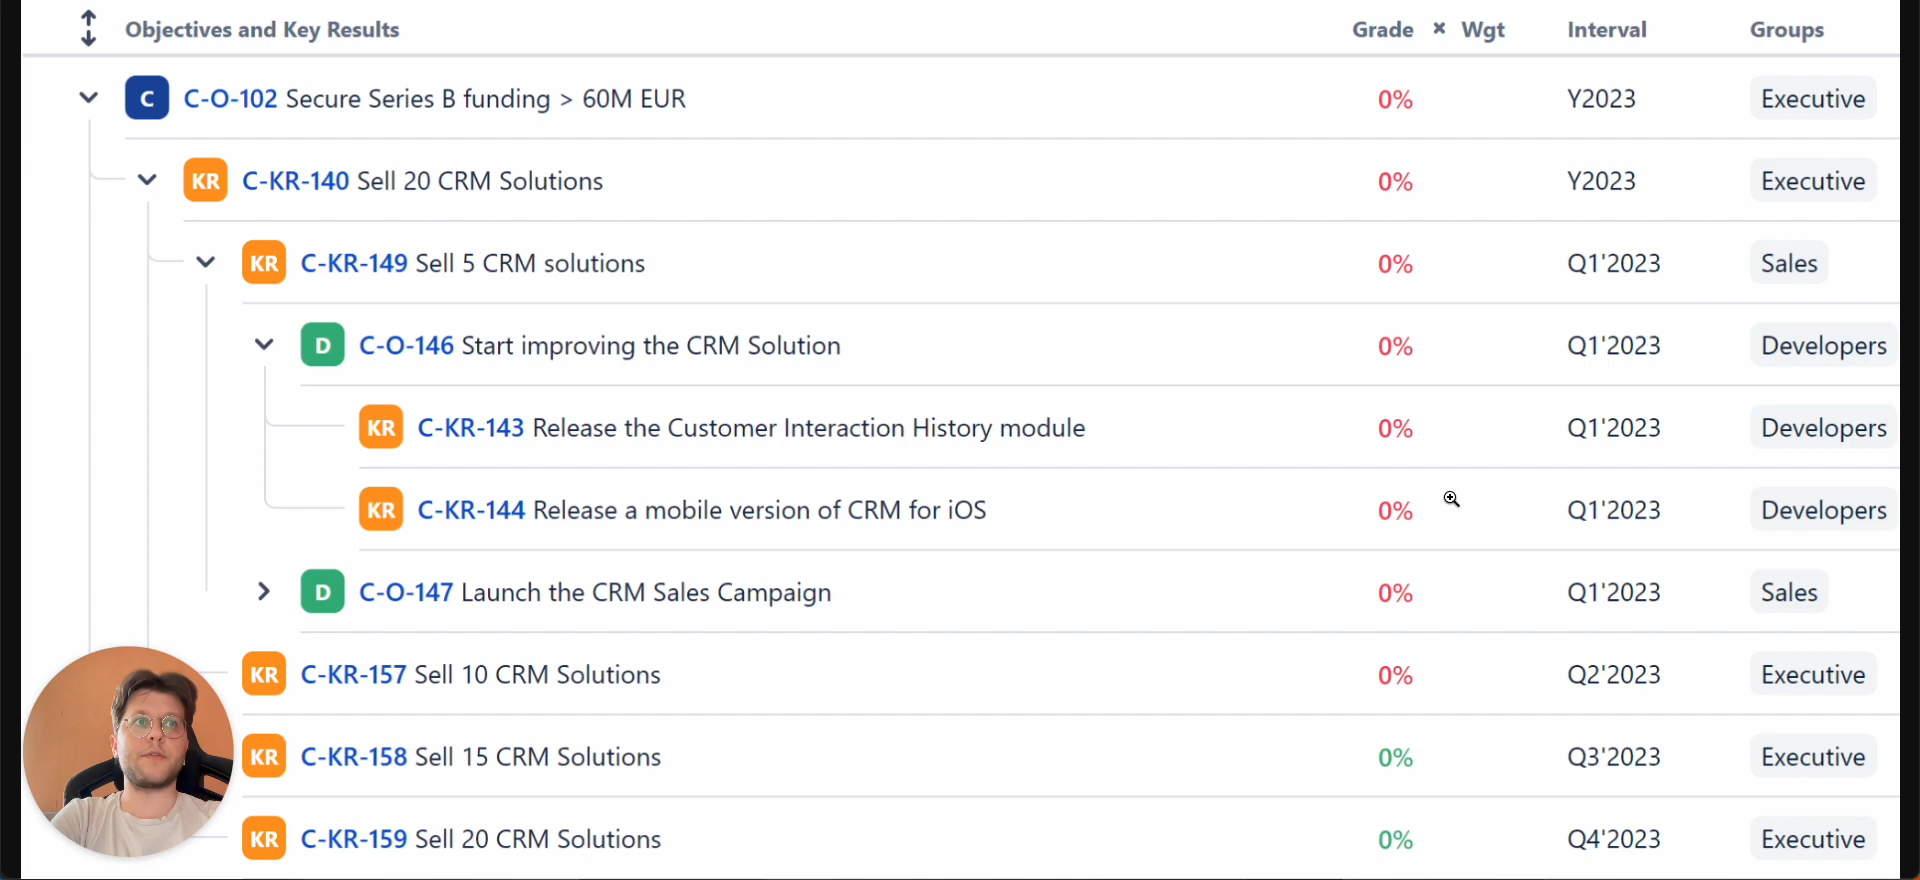 Objectives and Key Results Grade × Wgt Interval Groups
C C-O-102 Secure Series B funding > 60M EUR 0% Y2023 Executive
KR C-KR-140 Sell 20 CRM Solutions 0% Y2023 Executive
KR C-KR-149 Sell 5 CRM solutions 0% Q1'2023 Sales
D C-O-146 Start improving the CRM Solution 0% Q1'2023 Developers
KR C-KR-143 Release the Customer Interaction History module 0% Q1'2023 Developers
KR C-KR-144 Release a mobile version of CRM for iOS 0% Q1'2023 Developers
D C-O-147 Launch the CRM Sales Campaign 0% Q1'2023 Sales
KR C-KR-157 Sell 10 CRM Solutions 0% Q2'2023 Executive
KR C-KR-158 Sell 15 CRM Solutions 0% Q3'2023 Executive
KR C-KR-159 Sell 20 CRM Solutions 0% Q4'2023 Executive